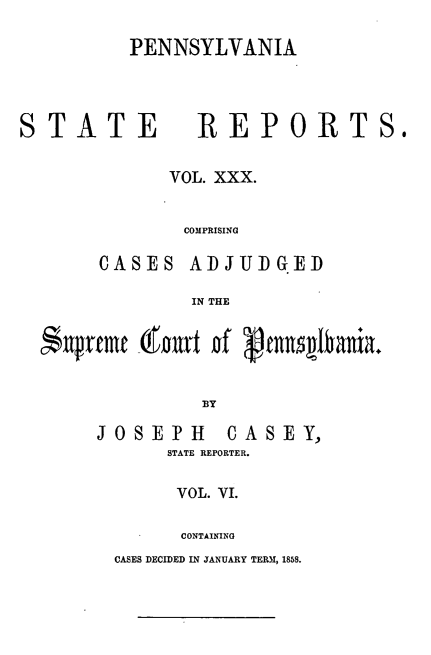 PENNSYLVANIA
STATE REPORTS.
VOL. XXX.
COMPRISING
CASES ADJUDGED
IN THE
Supreme Court of Pennsylvania.
BY
JOSEPH CASEY,
STATE REPORTER.
VOL. VI.
CONTAINING
CASES DECIDED IN JANUARY TERM, 1858.